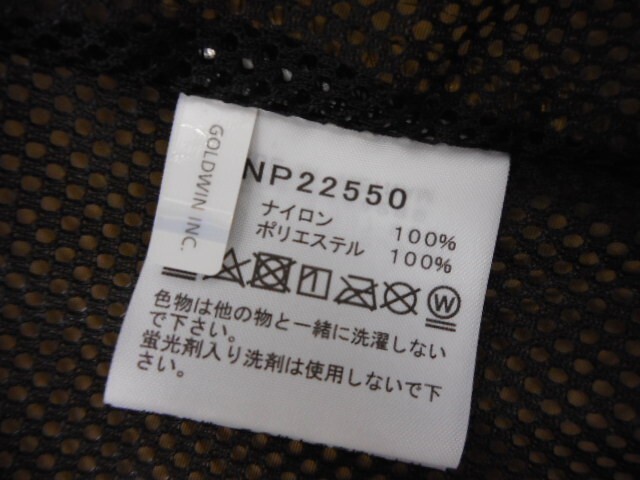 GOLDWIN INC.
NP22550
ナイロン 100%
ポリエステル 100%
W
色物は他の物と一緒に洗濯しない
で下さい。
蛍光剤入り洗剤は使用しないで下
さい。